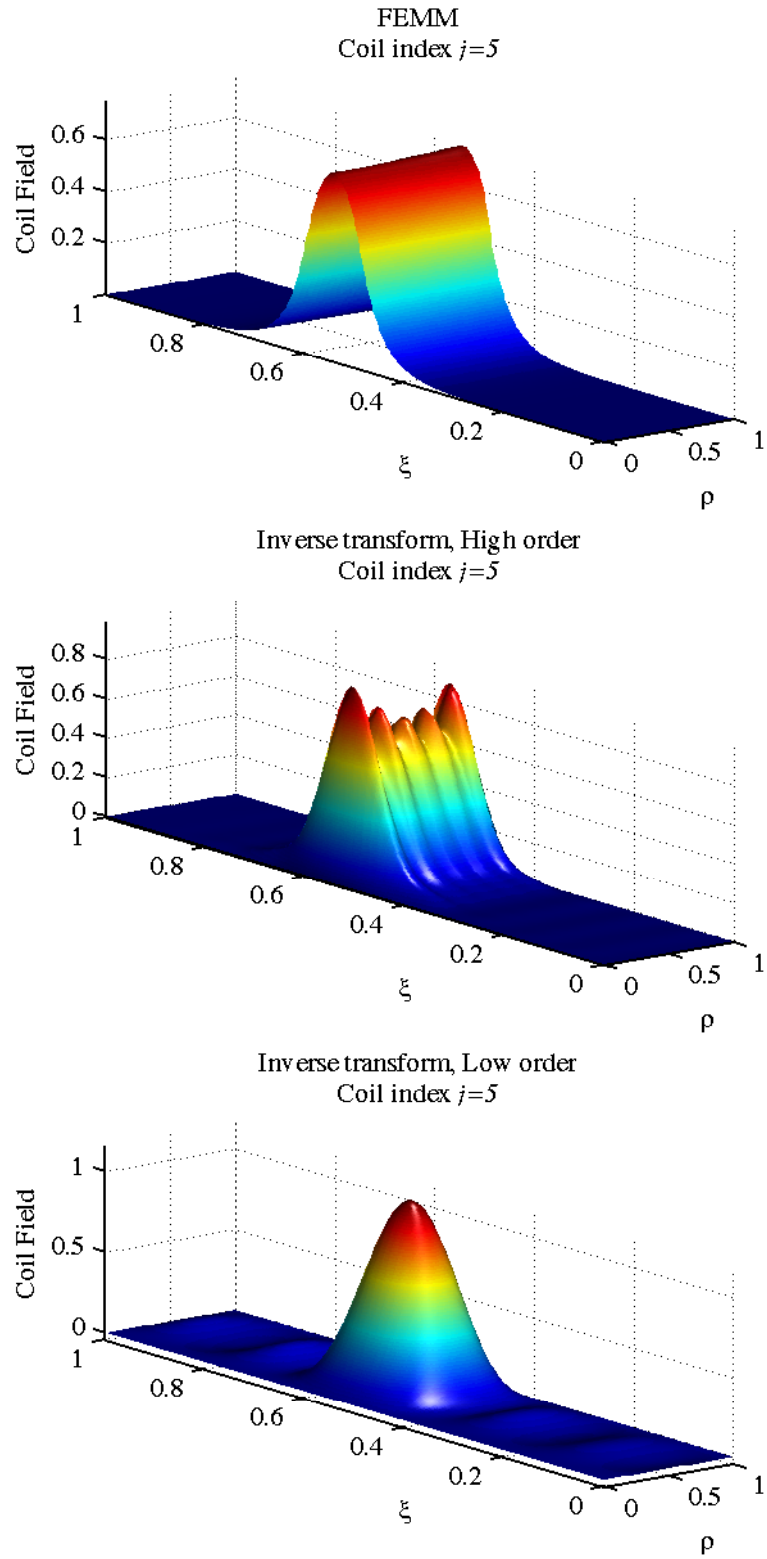 FEMM
Coil index j=5
Coil Field
0.6
0.4
0.2
1
0.8
0.6
0.4
0.2
0
ξ
0
0.5
1
ρ
Inverse transform, High order
Coil index j=5
Coil Field
0.8
0.6
0.4
0.2
0
1
0.8
0.6
0.4
0.2
0
ξ
0
0.5
1
ρ
Inverse transform, Low order
Coil index j=5
Coil Field
1
0.5
0
1
0.8
0.6
0.4
0.2
0
ξ
0
0.5
1
ρ